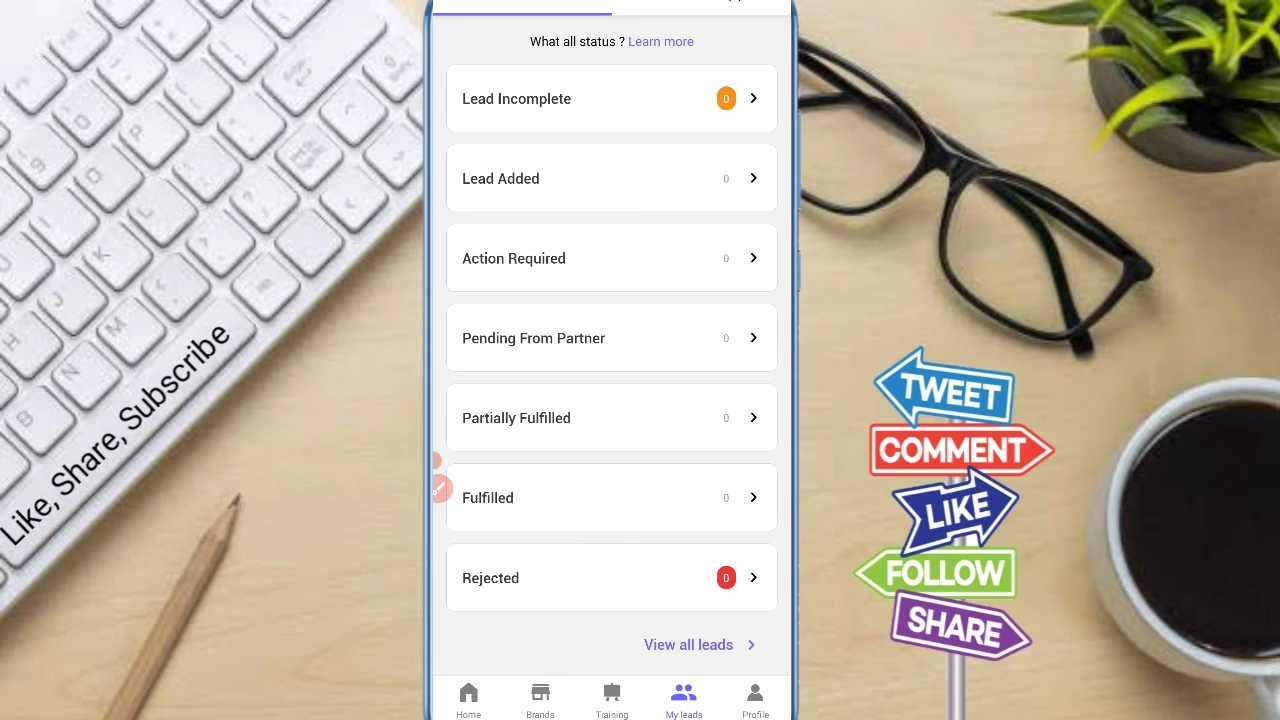 What all status ? Learn more
Lead Incomplete 0
Lead Added 0
Action Required 0
Pending From Partner 0
Partially Fulfilled 0
Fulfilled 0
Rejected 0
View all leads
Home Brands Training My leads Profile
Like, Share, Subscribe
TWEET
COMMENT
LIKE
FOLLOW
SHARE